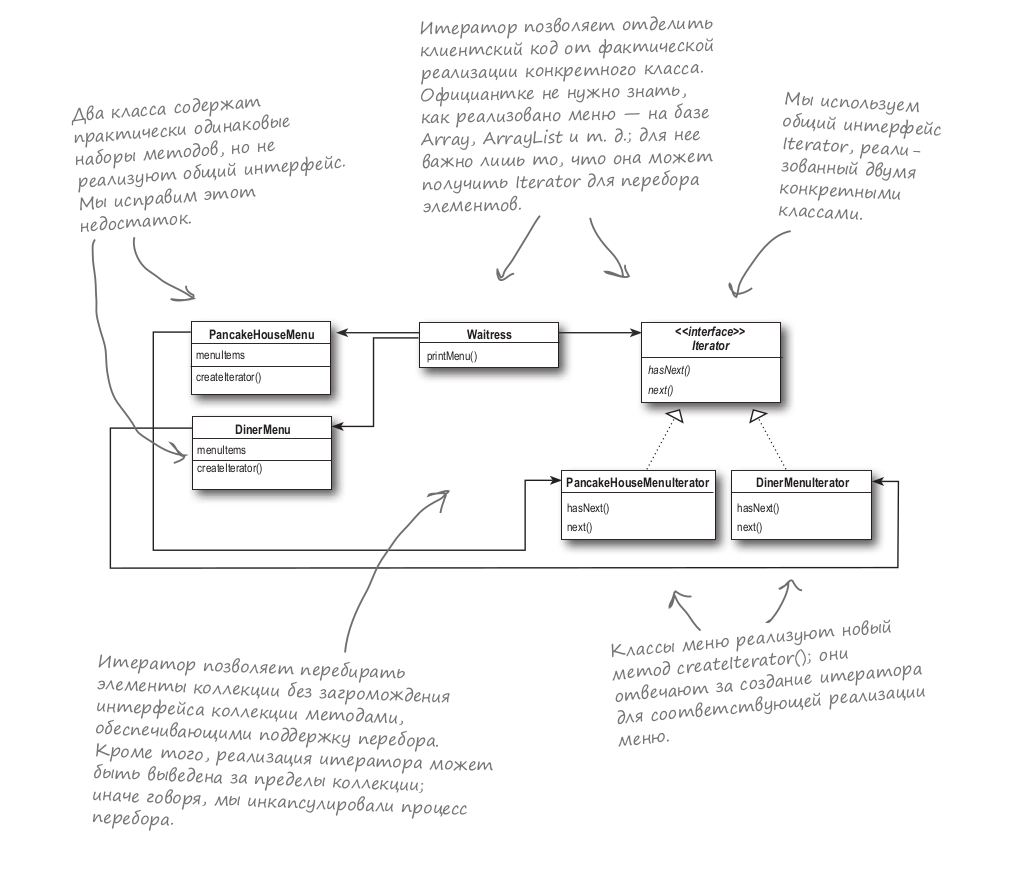 Итератор позволяет отделить
клиентский код от фактической
реализации конкретного класса.
Официантке не нужно знать,
как реализовано меню — на базе
Array, ArrayList и т. д.; для нее
важно лишь то, что она может
получить Iterator для перебора
элементов.
Два класса содержат
практически одинаковые
наборы методов, но не
реализуют общий интерфейс.
Мы исправим этот
недостаток.
Мы используем
общий интерфейс
Iterator, реали-
зованный двумя
конкретными
классами.
PancakeHouseMenu
menuItems
createIterator()
Waitress
printMenu()
<<interface>>
Iterator
hasNext()
next()
DinerMenu
menuItems
createIterator()
PancakeHouseMenuIterator
hasNext()
next()
DinerMenuIterator
hasNext()
next()
Итератор позволяет перебирать
элементы коллекции без загромождения
интерфейса коллекции методами,
обеспечивающими поддержку перебора.
Кроме того, реализация итератора может
быть выведена за пределы коллекции;
иначе говоря, мы инкапсулировали процесс
перебора.
Классы меню реализуют новый
метод createIterator(); они
отвечают за создание итератора
для соответствующей реализации
меню.